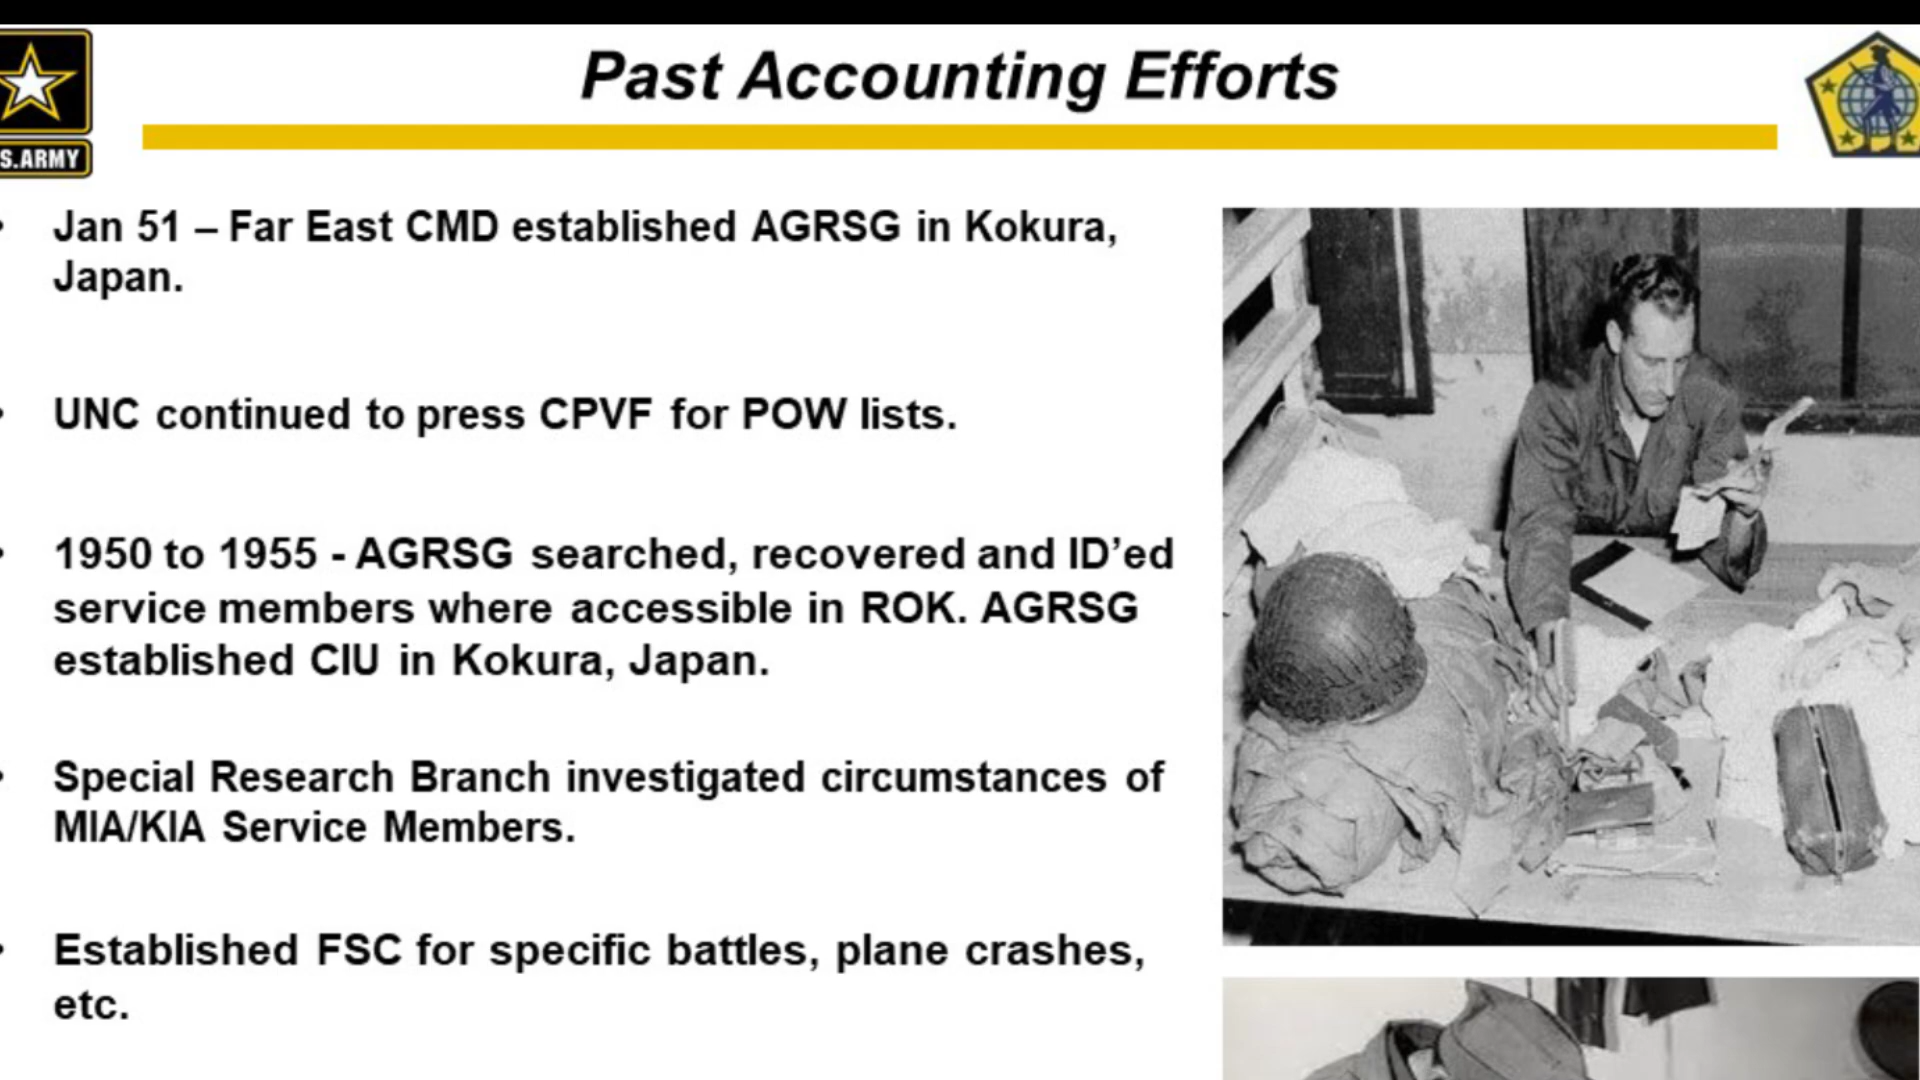 Past Accounting Efforts
S.ARMY
Jan 51 – Far East CMD established AGRSG in Kokura,
Japan.
UNC continued to press CPVF for POW lists.
1950 to 1955 - AGRSG searched, recovered and ID’ed
service members where accessible in ROK. AGRSG
established CIU in Kokura, Japan.
Special Research Branch investigated circumstances of
MIA/KIA Service Members.
Established FSC for specific battles, plane crashes,
etc.